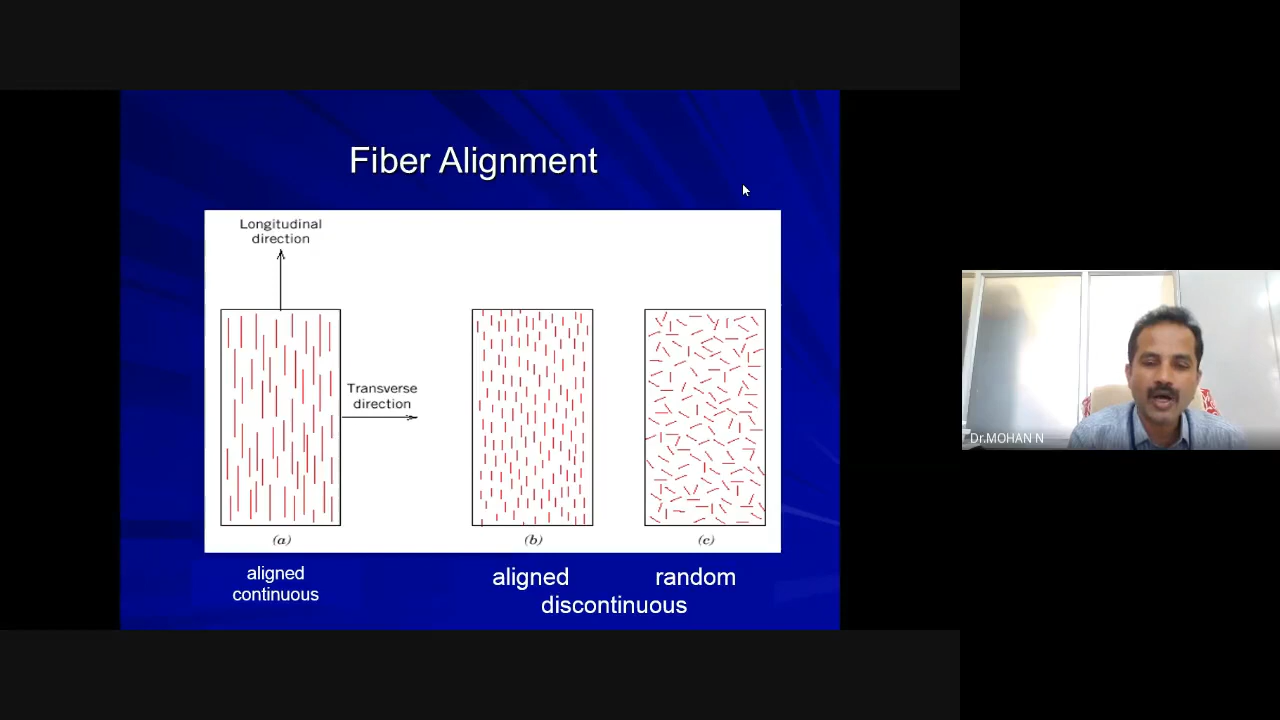 Fiber Alignment
Longitudinal
direction
Transverse
direction
(a)
(b)
(c)
aligned
continuous
aligned
random
discontinuous
Dr.MOHAN N